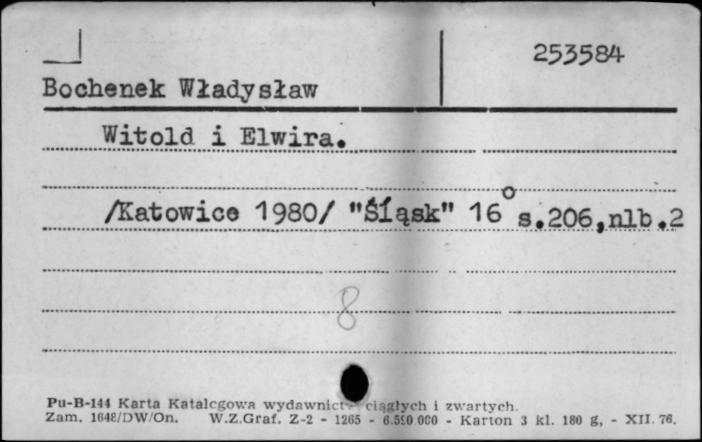 253584
Bochenek Władysław
Witold i Elwira.
/Katowice 1980/ "Śląsk" 16° s.206,nlb.2
8
Pu-B-144 Karta Katalogowa wydawnictw ciągłych i zwartych.
Zam. 1648/DW/On. W.Z.Graf. Z-2 - 1265 - 6.500 000 - Karton 3 kl. 180 g, - XII. 76.